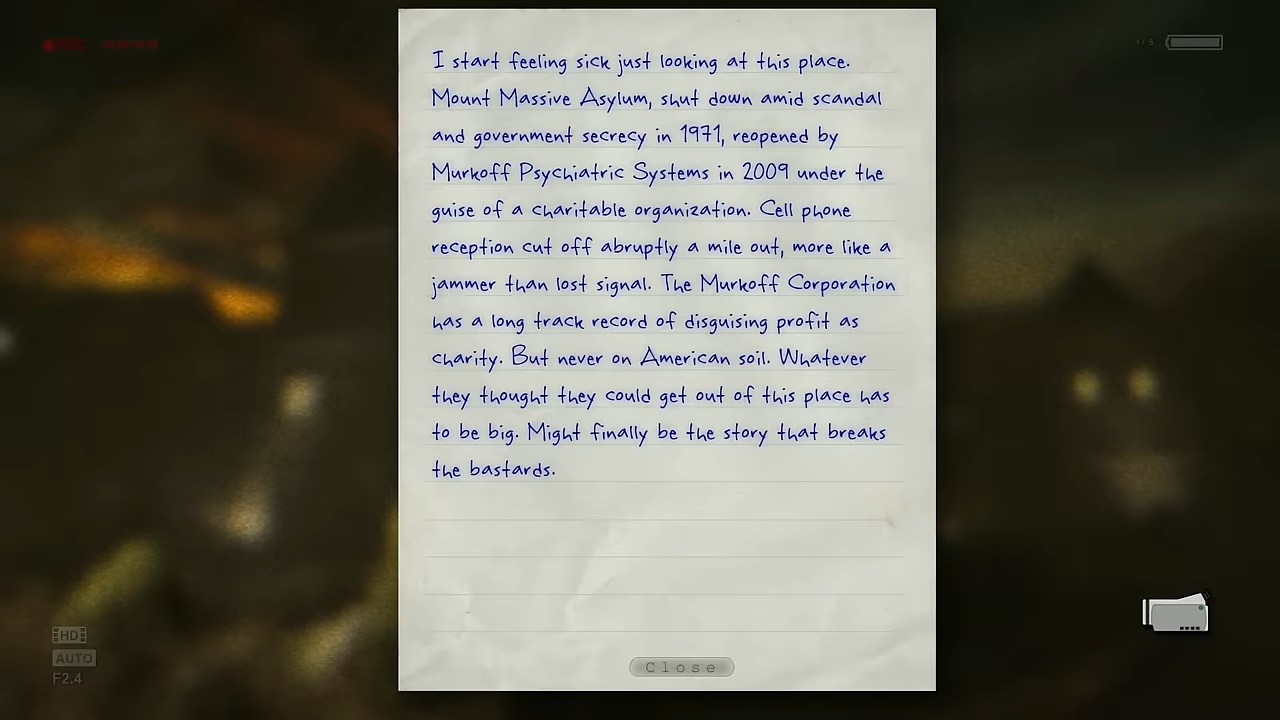 I start feeling sick just looking at this place.
Mount Massive Asylum, shut down amid scandal
and government secrecy in 1971, reopened by
Murkoff Psychiatric Systems in 2009 under the
guise of a charitable organization. Cell phone
reception cut off abruptly a mile out, more like a
jammer than lost signal. The Murkoff Corporation
has a long track record of disguising profit as
charity. But never on American soil. Whatever
they thought they could get out of this place has
to be big. Might finally be the story that breaks
the bastards.
Close
HD
AUTO
F2.4